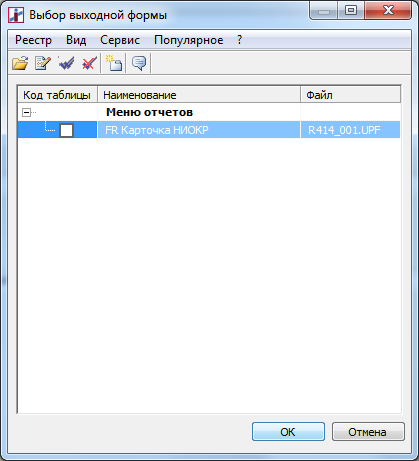 Выбор выходной формы
Реестр Вид Сервис Популярное ?
Код таблицы Наименование Файл
Меню отчетов
FR Карточка НИОКР R414_001.UPF
OK Отмена